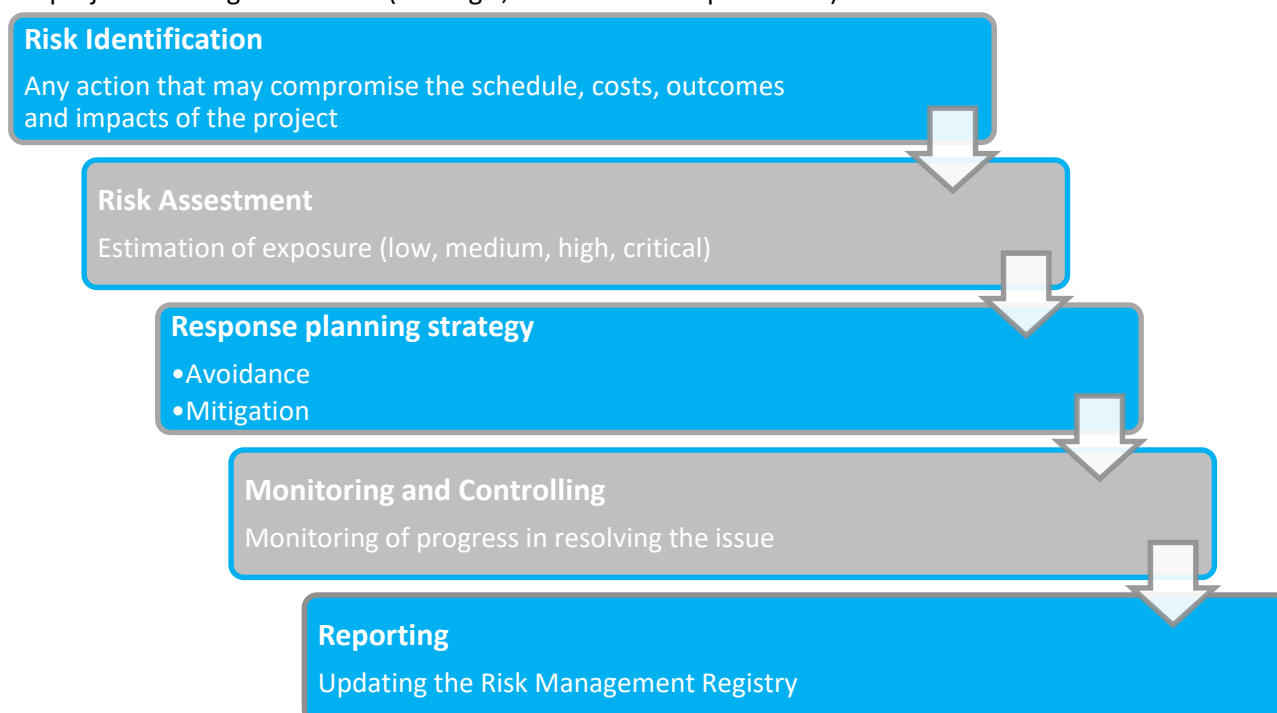 Risk Identification
Any action that may compromise the schedule, costs, outcomes
and impacts of the project
Risk Assestment
Estimation of exposure (low, medium, high, critical)
Response planning strategy
•Avoidance
•Mitigation
Monitoring and Controlling
Monitoring of progress in resolving the issue
Reporting
Updating the Risk Management Registry